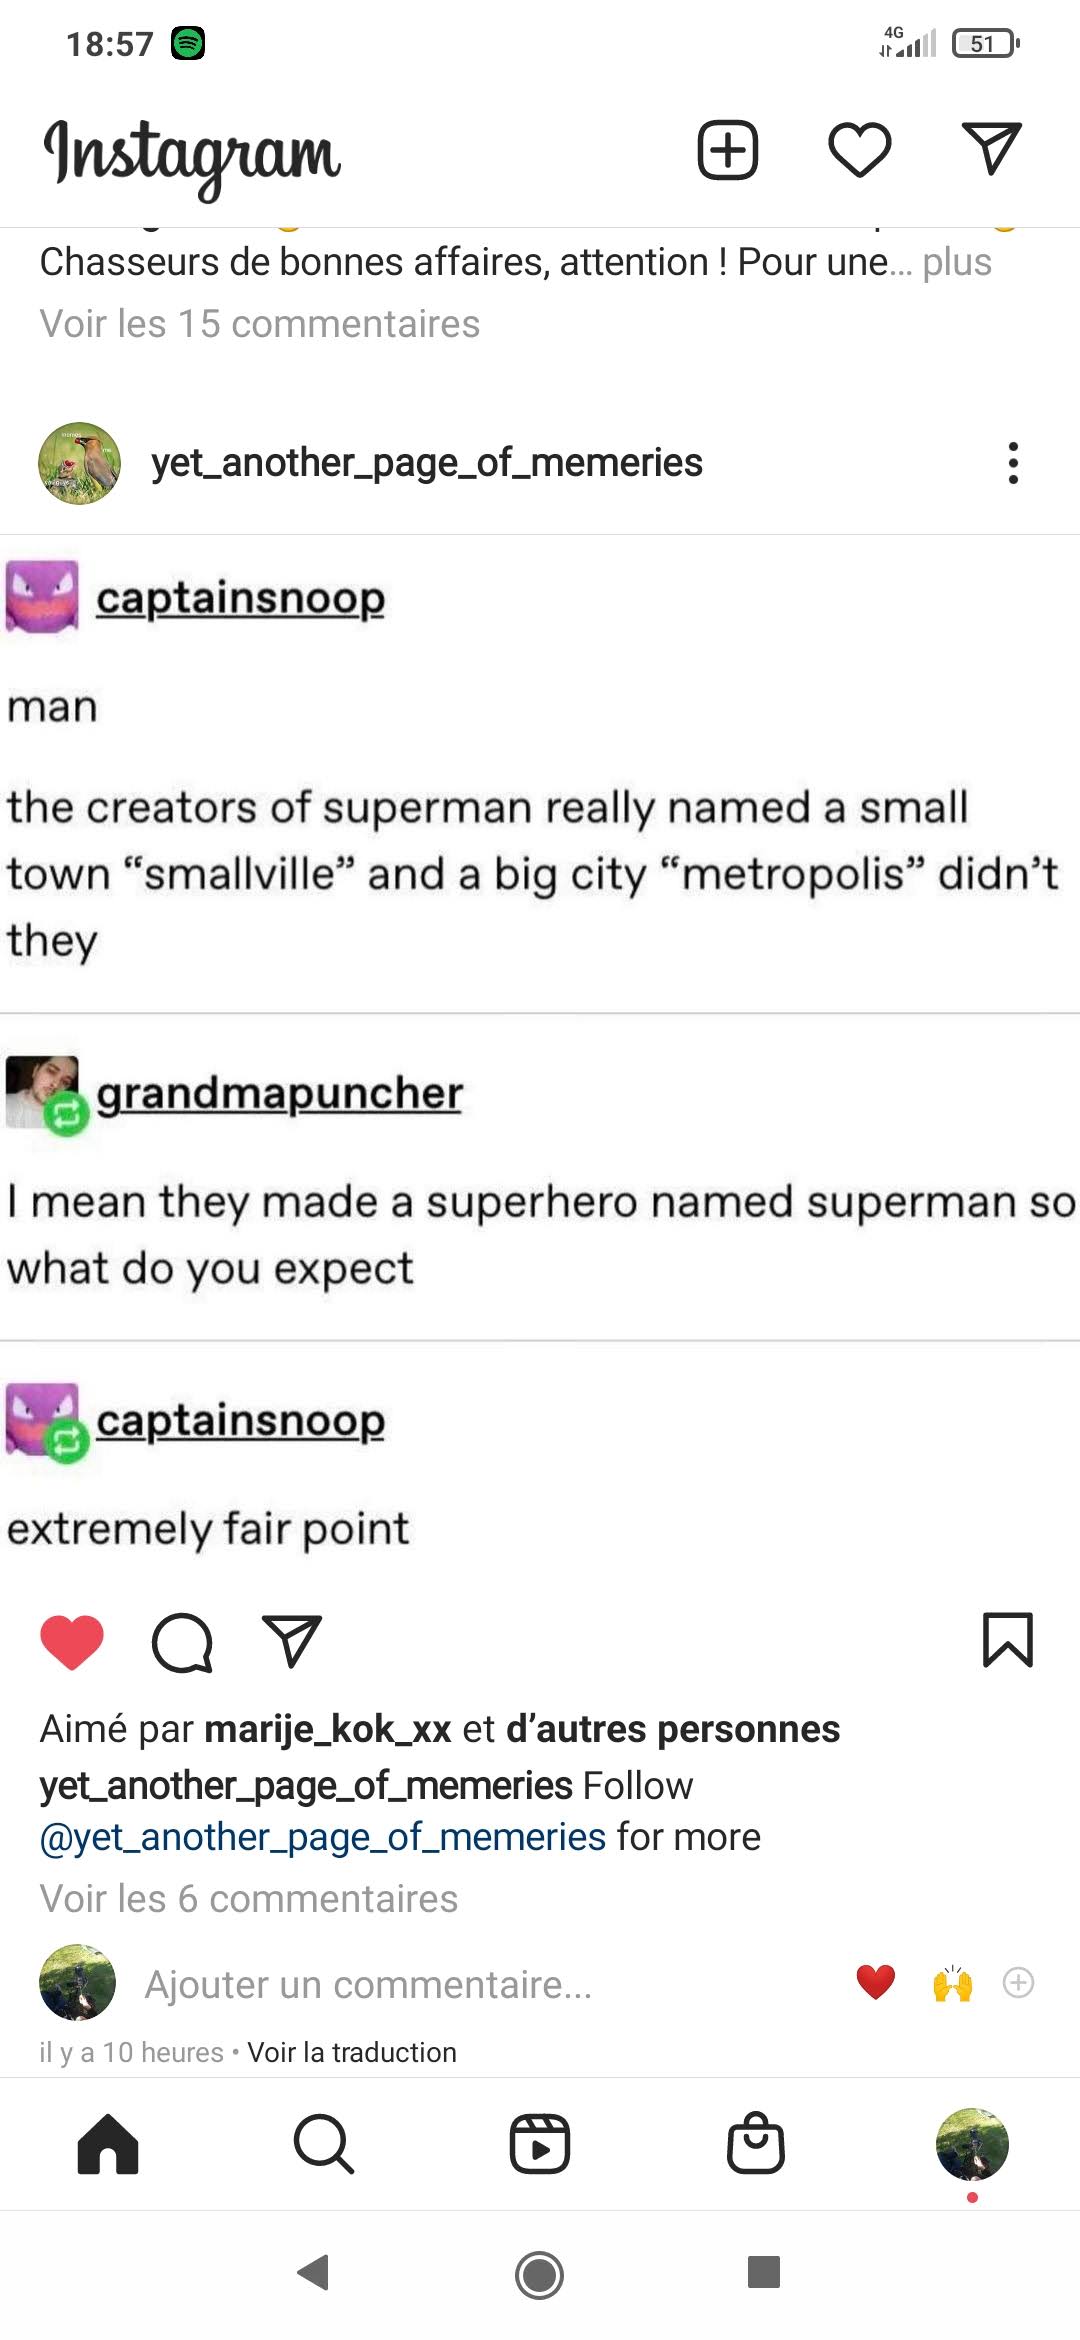 18:57
4G
51
Instagram
Chasseurs de bonnes affaires, attention ! Pour une... plus
Voir les 15 commentaires
yet_another_page_of_memeries
captainsnoop
man
the creators of superman really named a small
town “smallville” and a big city “metropolis” didn’t
they
grandmapuncher
I mean they made a superhero named superman so
what do you expect
captainsnoop
extremely fair point
Aimé par marije_kok_xx et d’autres personnes
yet_another_page_of_memeries Follow
@yet_another_page_of_memeries for more
Voir les 6 commentaires
Ajouter un commentaire...
il y a 10 heures • Voir la traduction